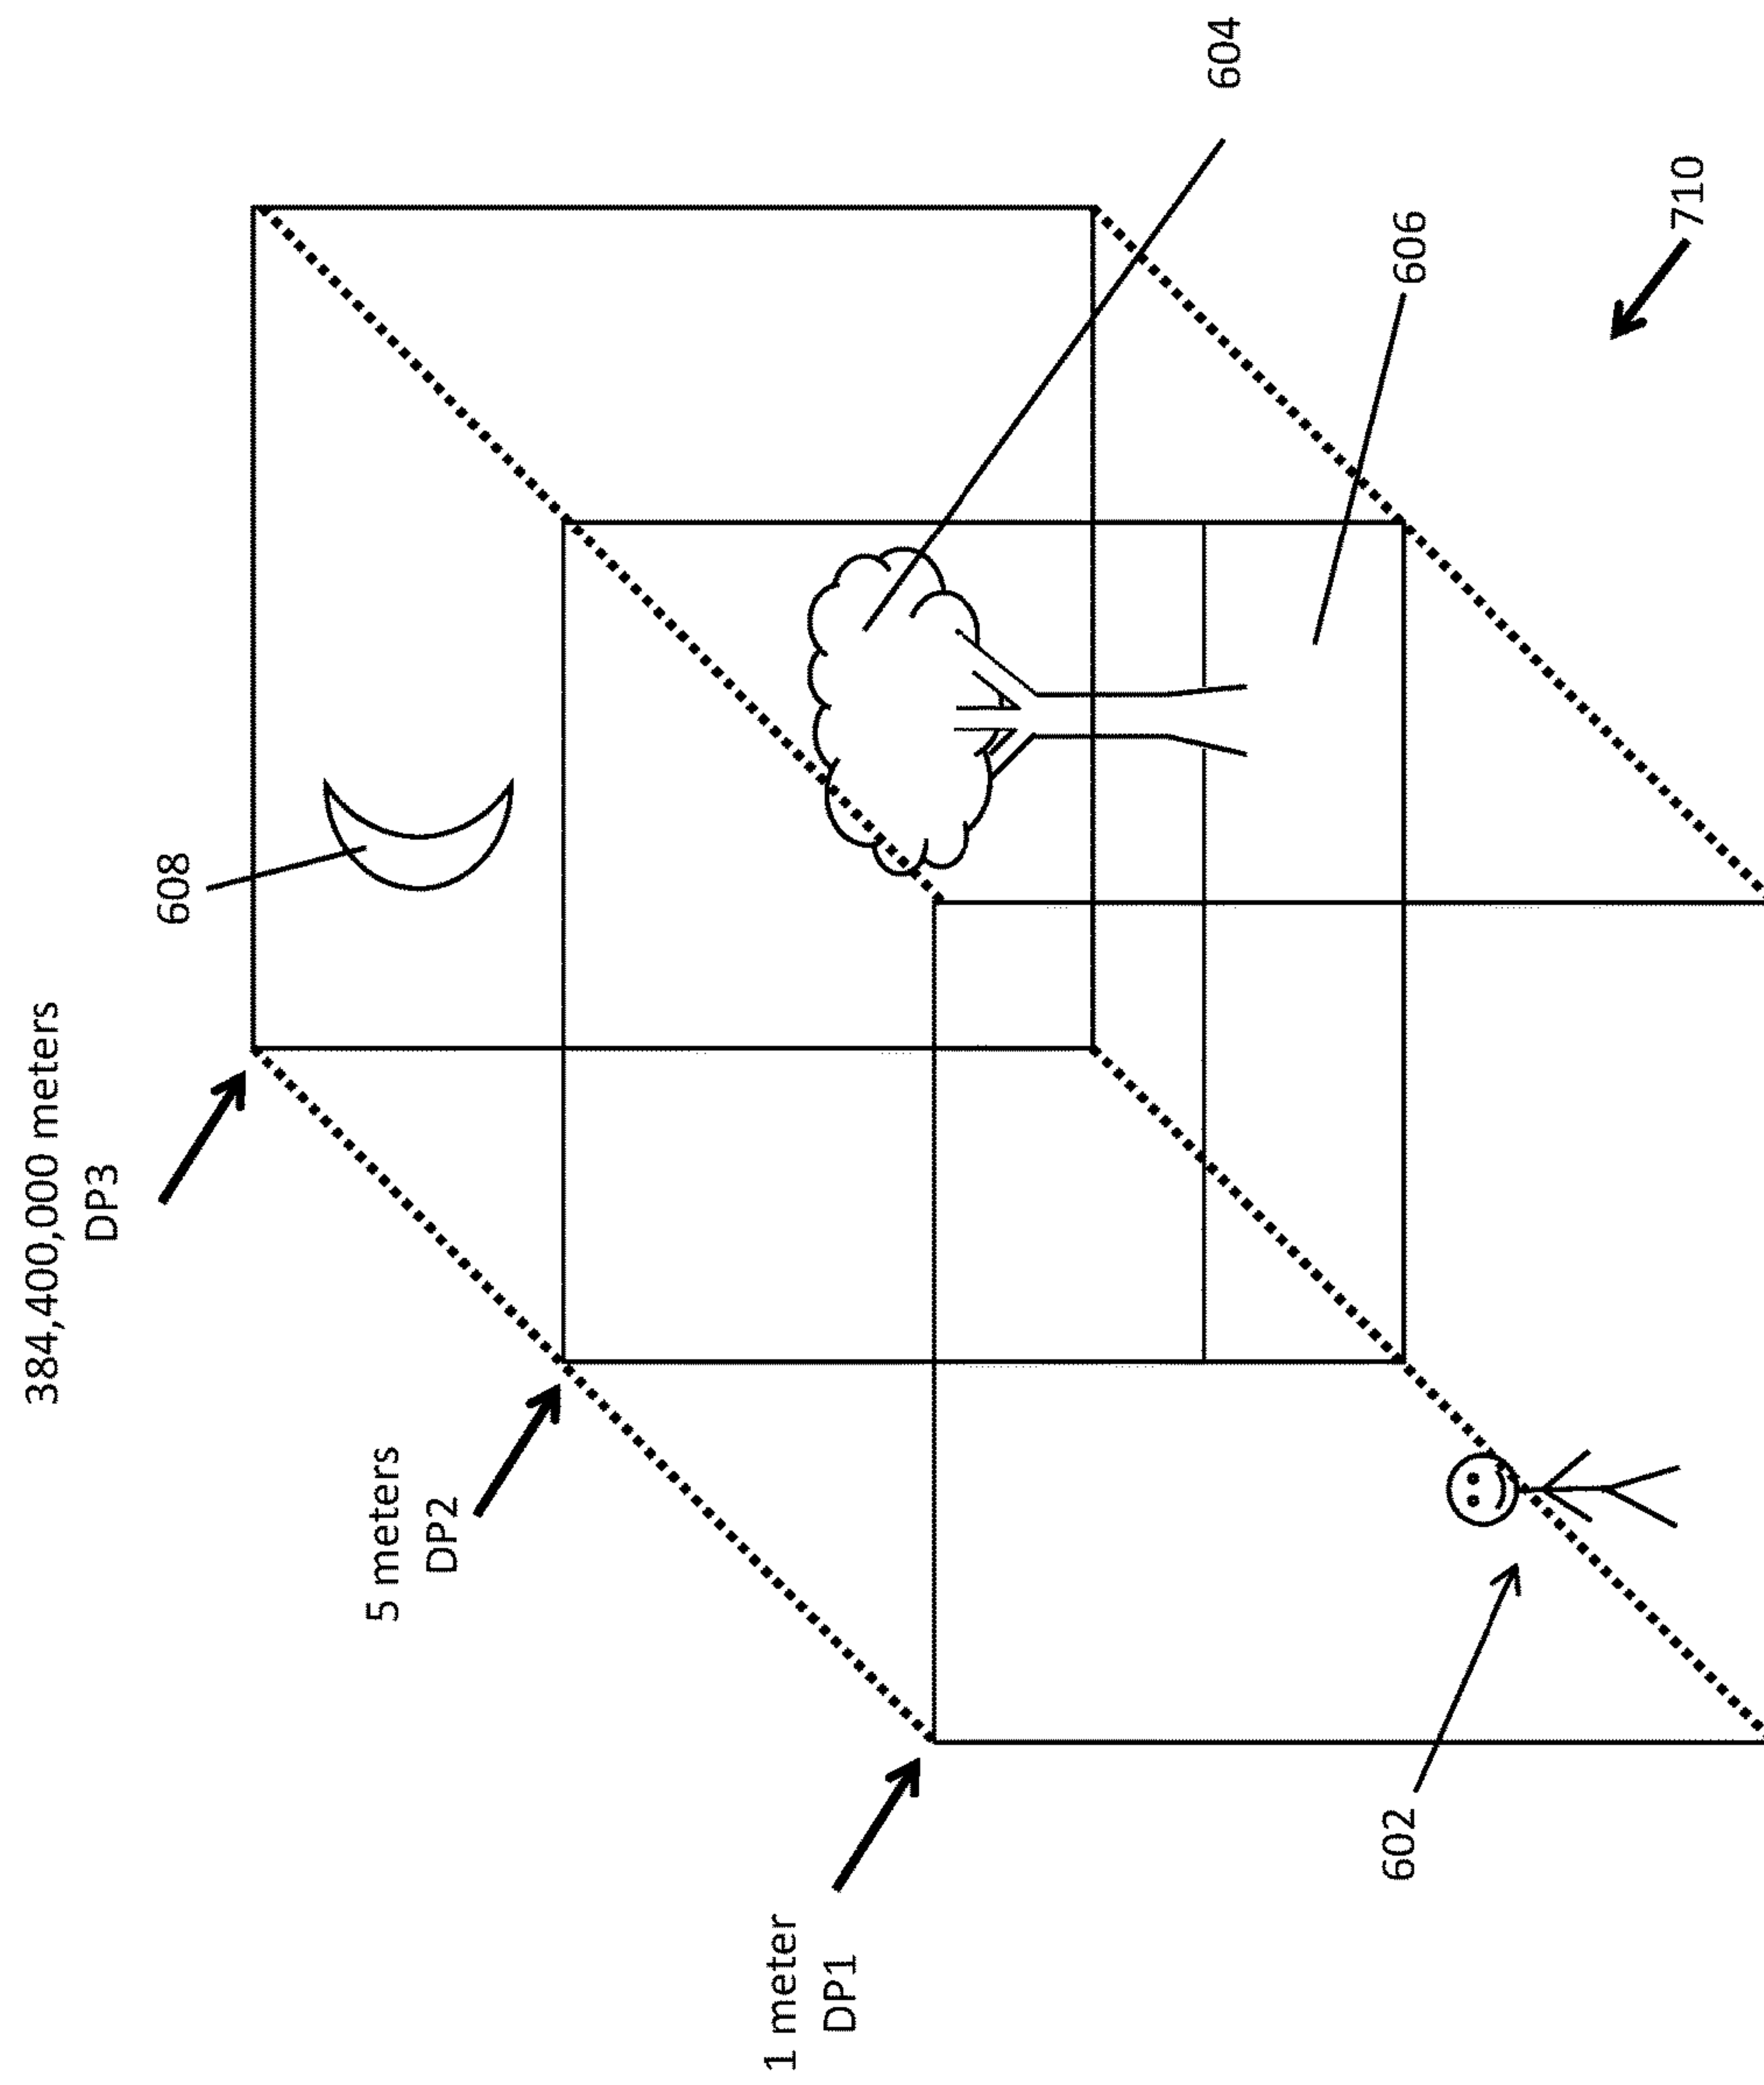 384,400,000 meters
DP3
608
5 meters
DP2
1 meter
DP1
604
606
710
602